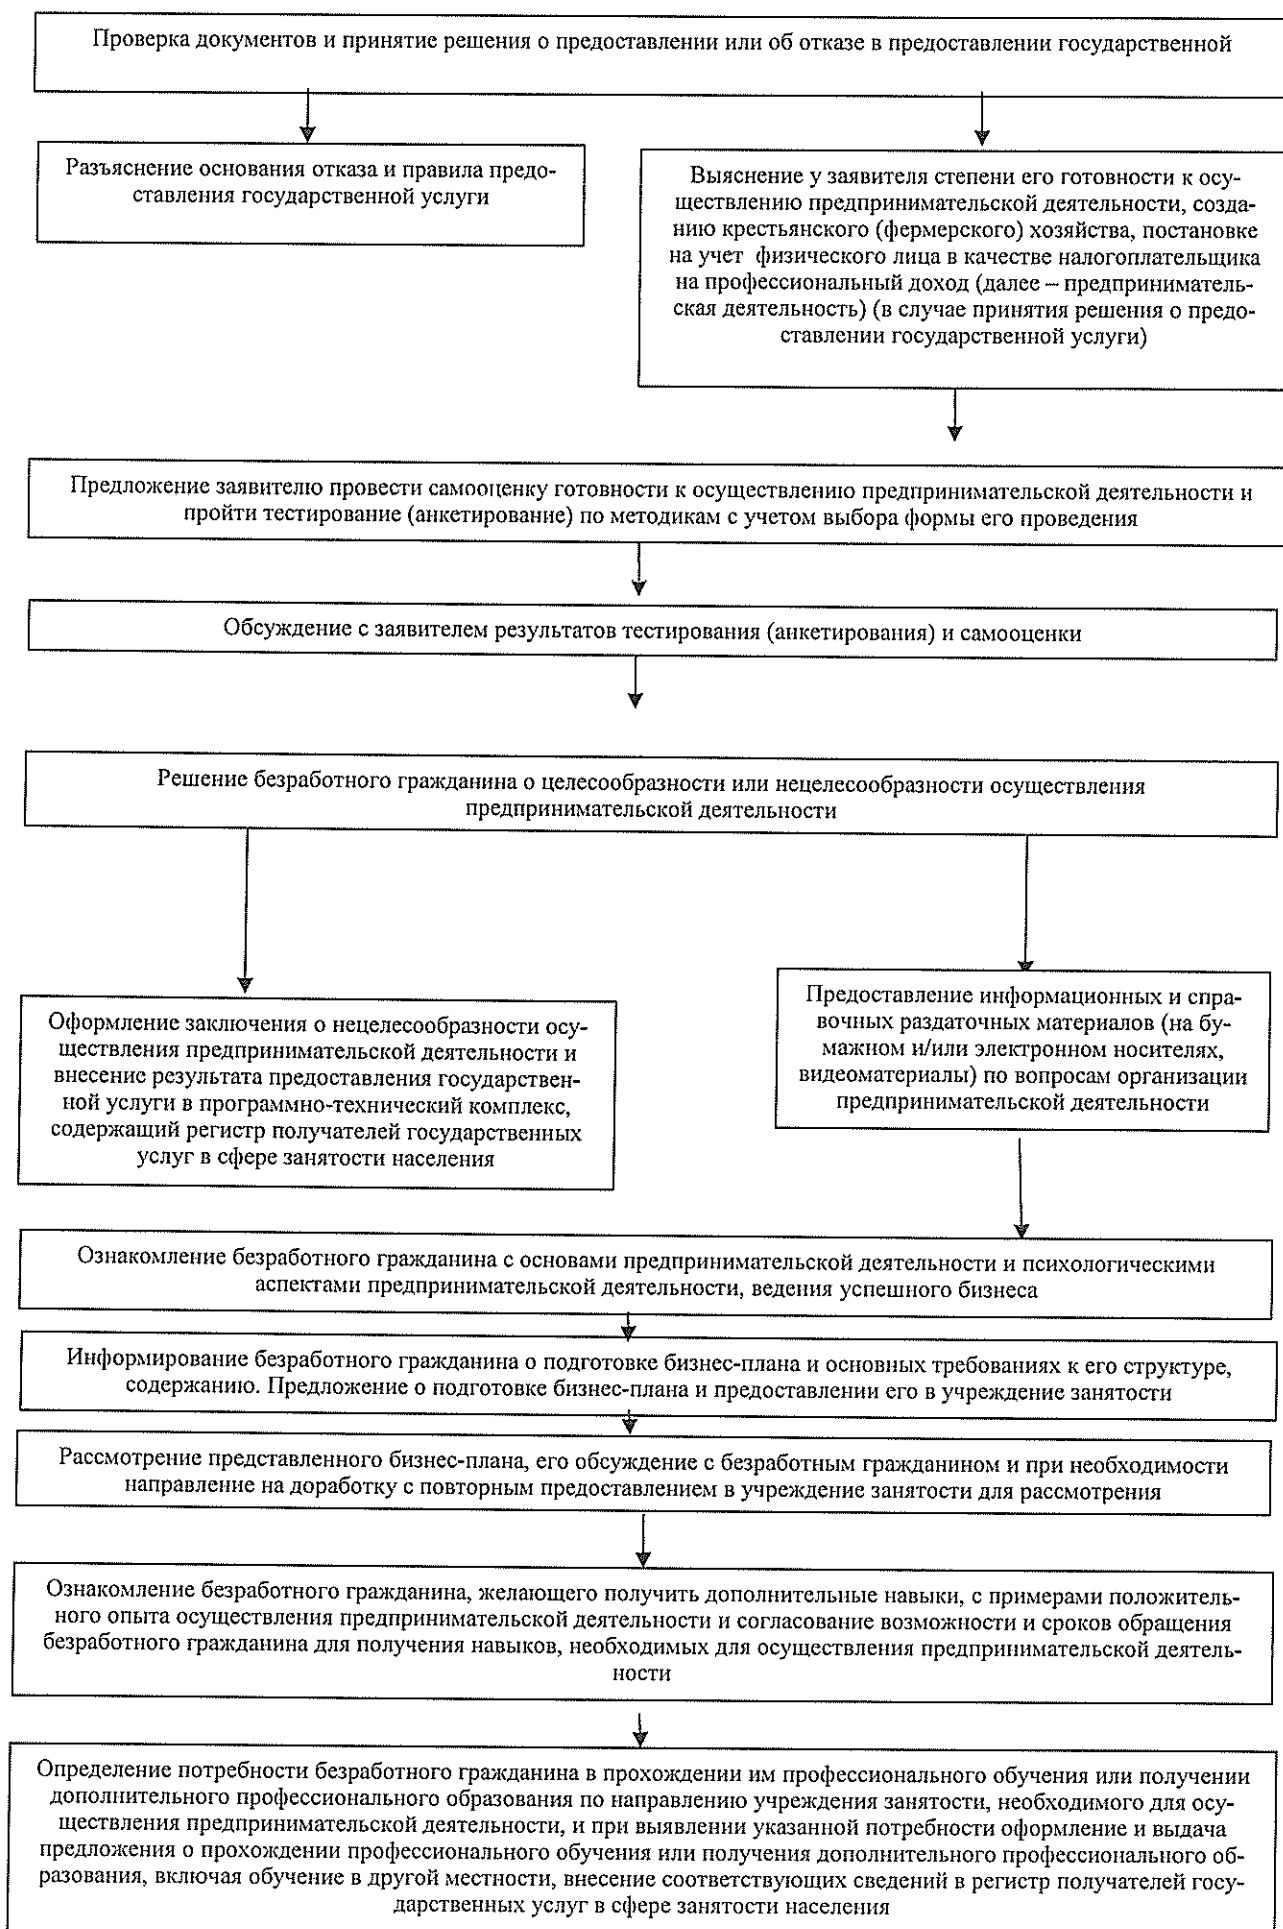 Проверка документов и принятие решения о предоставлении или об отказе в предоставлении государственной
Разъяснение основания отказа и правила предо-
ставления государственной услуги
Выяснение у заявителя степени его готовности к осу-
ществлению предпринимательской деятельности, созда-
нию крестьянского (фермерского) хозяйства, постановке
на учет физического лица в качестве налогоплательщика
на профессиональный доход (далее – предприниматель-
ская деятельность) (в случае принятия решения о предо-
ставлении государственной услуги)
Предложение заявителю провести самооценку готовности к осуществлению предпринимательской деятельности и
пройти тестирование (анкетирование) по методикам с учетом выбора формы его проведения
Обсуждение с заявителем результатов тестирования (анкетирования) и самооценки
Решение безработного гражданина о целесообразности или нецелесообразности осуществления
предпринимательской деятельности
Оформление заключения о нецелесообразности осу-
ществления предпринимательской деятельности и
внесение результата предоставления государствен-
ной услуги в программно-технический комплекс,
содержащий регистр получателей государственных
услуг в сфере занятости населения
Предоставление информационных и спра-
вочных раздаточных материалов (на бу-
мажном и/или электронном носителях,
видеоматериалы) по вопросам организации
предпринимательской деятельности
Ознакомление безработного гражданина с основами предпринимательской деятельности и психологическими
аспектами предпринимательской деятельности, ведения успешного бизнеса
Информирование безработного гражданина о подготовке бизнес-плана и основных требованиях к его структуре,
содержанию. Предложение о подготовке бизнес-плана и предоставлении его в учреждение занятости
Рассмотрение представленного бизнес-плана, его обсуждение с безработным гражданином и при необходимости
направление на доработку с повторным предоставлением в учреждение занятости для рассмотрения
Ознакомление безработного гражданина, желающего получить дополнительные навыки, с примерами положитель-
ного опыта осуществления предпринимательской деятельности и согласование возможности и сроков обращения
безработного гражданина для получения навыков, необходимых для осуществления предпринимательской деятель-
ности
Определение потребности безработного гражданина в прохождении им профессионального обучения или получении
дополнительного профессионального образования по направлению учреждения занятости, необходимого для осу-
ществления предпринимательской деятельности, и при выявлении указанной потребности оформление и выдача
предложения о прохождении профессионального обучения или получения дополнительного профессионального об-
разования, включая обучение в другой местности, внесение соответствующих сведений в регистр получателей госу-
дарственных услуг в сфере занятости населения